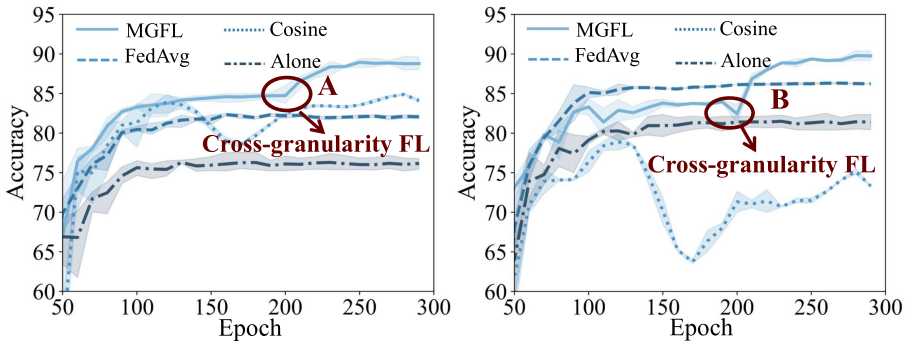 95
90
85
80
75
70
65
60
Accuracy
50
100
150
200
250
300
Epoch
MGFL
Cosine
FedAvg
Alone
A
Cross-granularity FL
95
90
85
80
75
70
65
60
Accuracy
50
100
150
200
250
300
Epoch
MGFL
Cosine
FedAvg
Alone
B
Cross-granularity FL